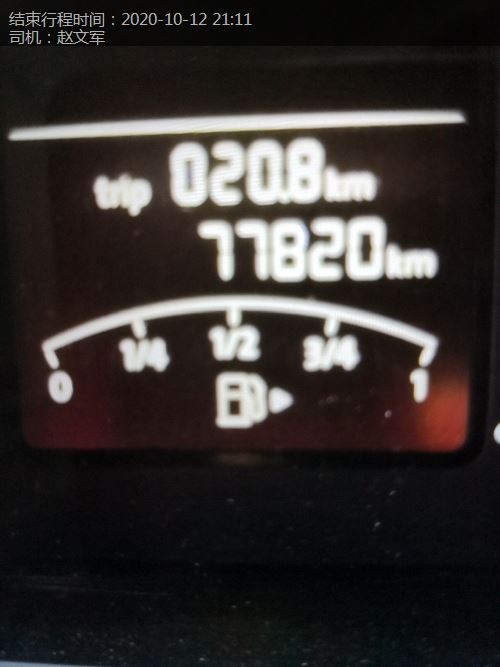 结束行程时间：2020-10-12 21:11
司机：赵文军
trip 020.8 km
77820 km
0 1/4 1/2 3/4 1